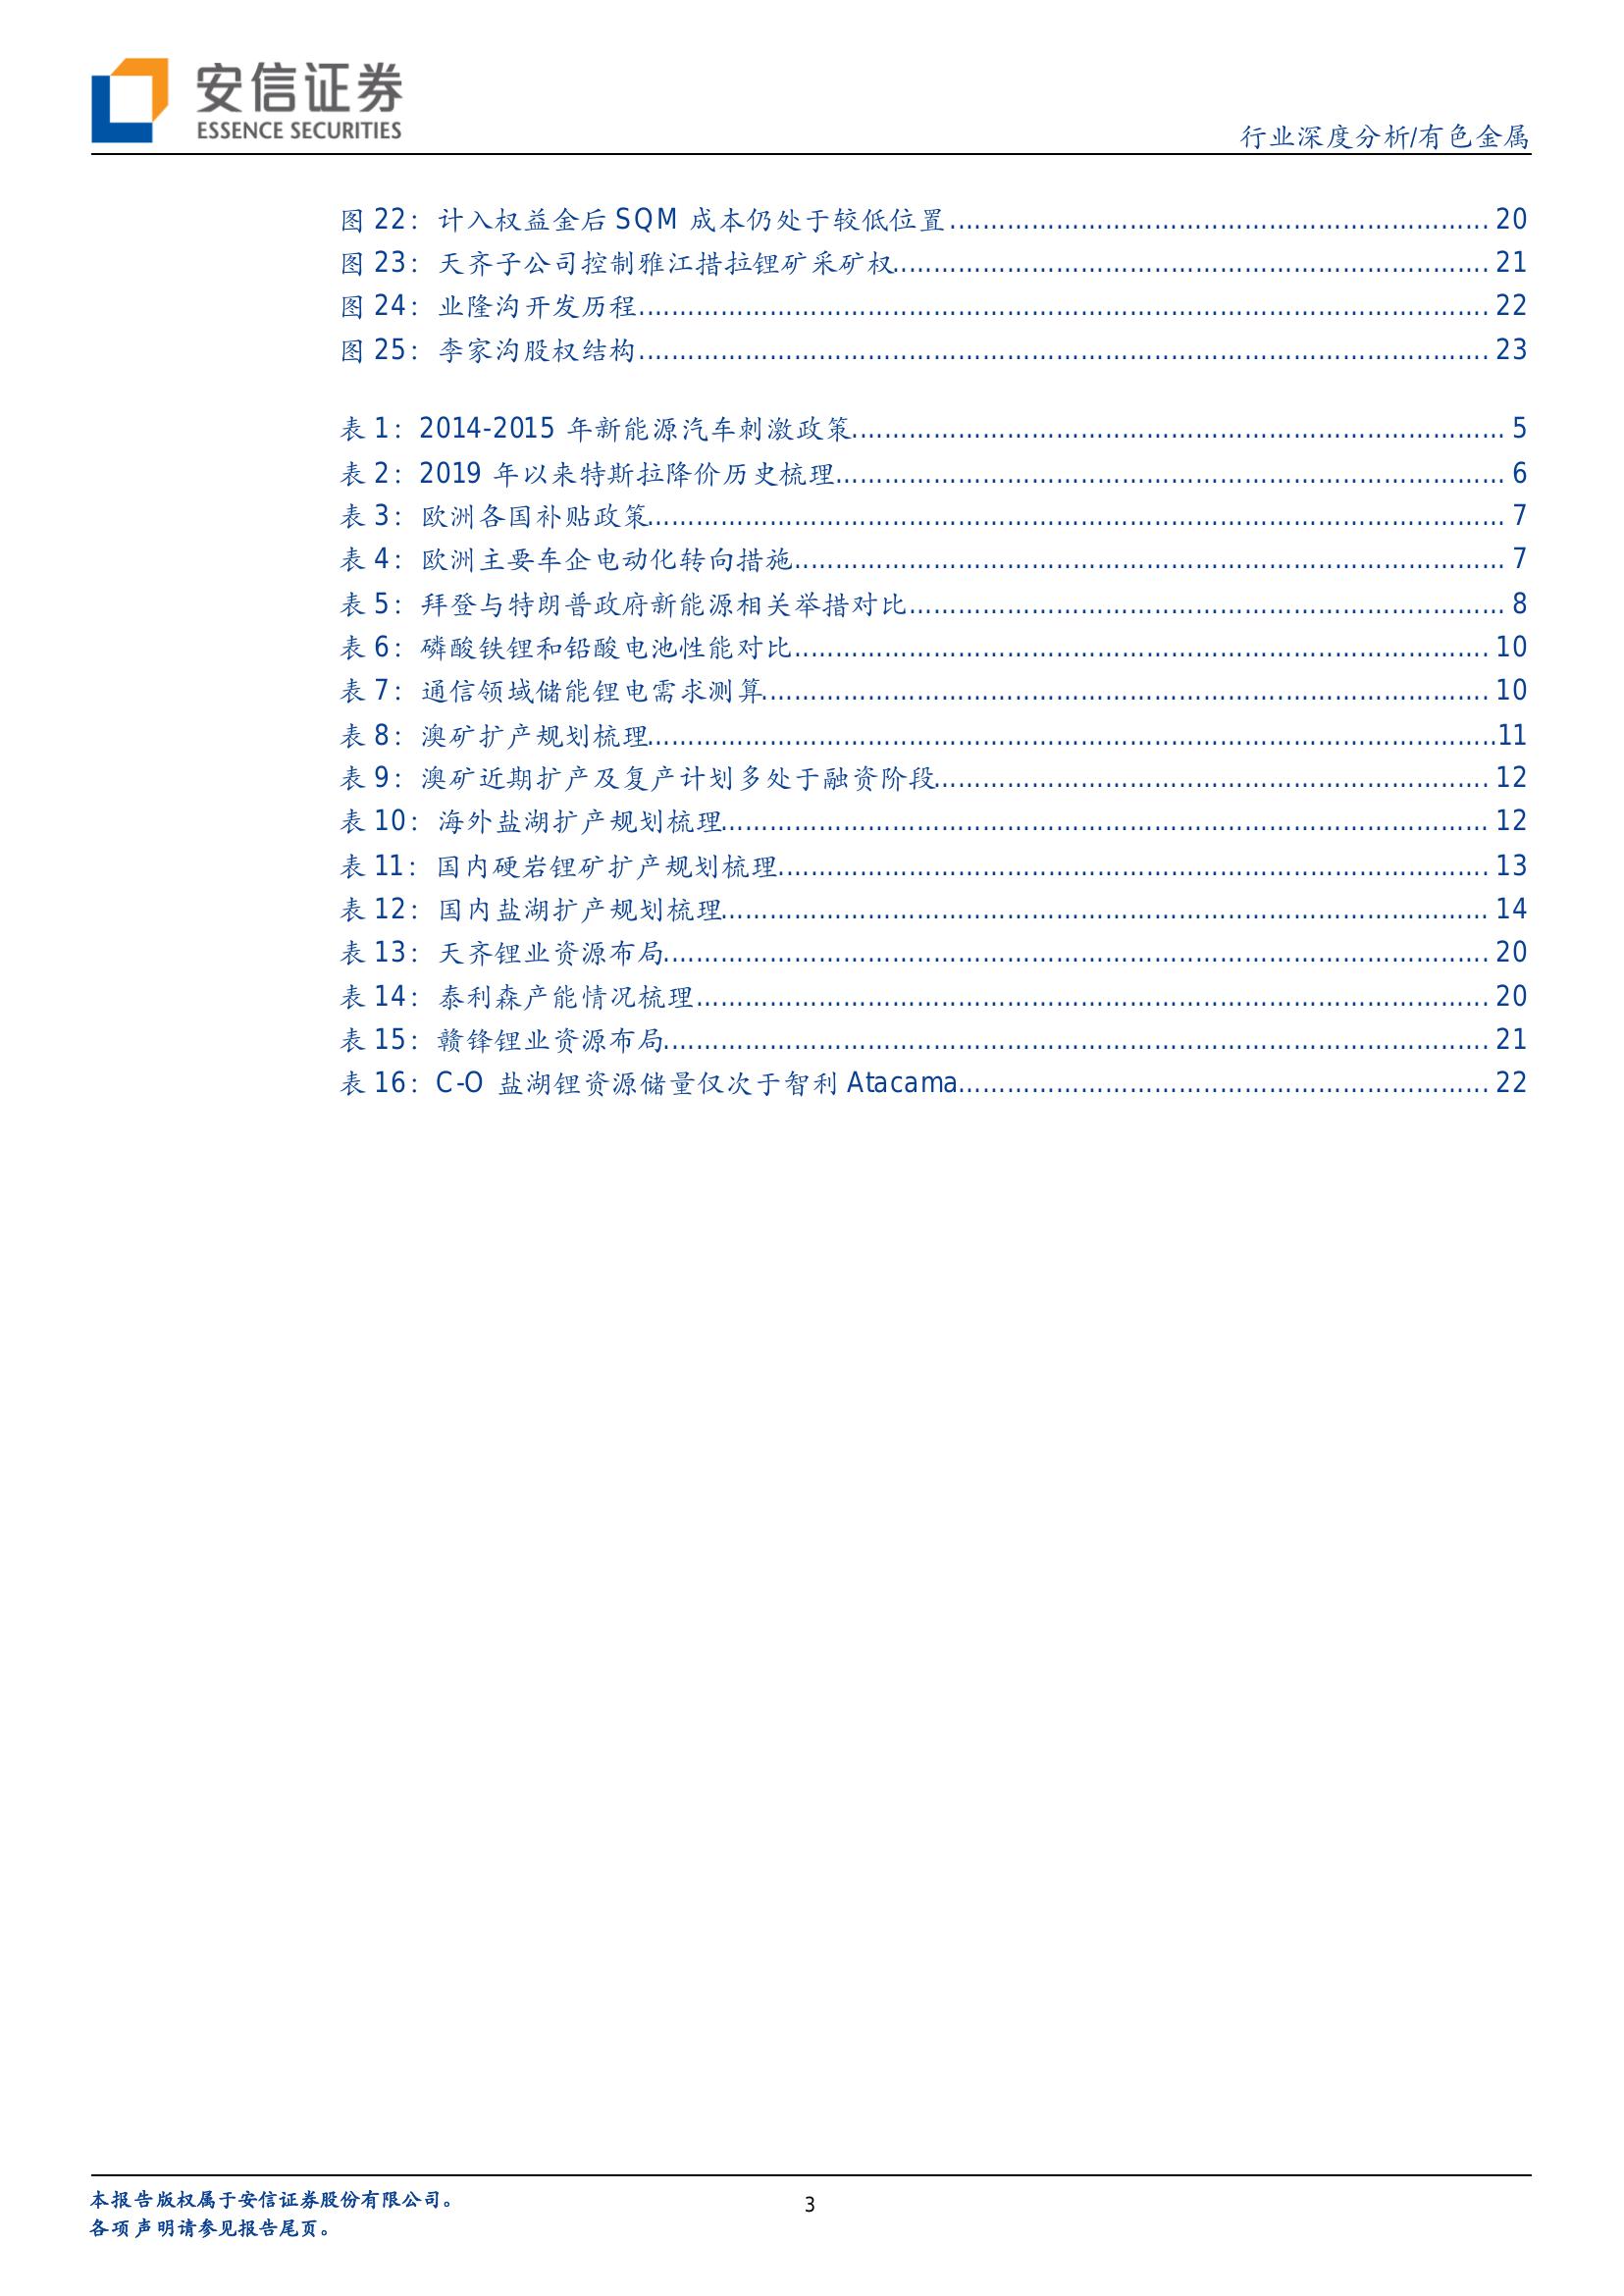 安信证券
ESSENCE SECURITIES
行业深度分析/有色金属
图 22：计入权益金后 SQM 成本仍处于较低位置 20
图 23：天齐子公司控制雅江措拉锂矿采矿权 21
图 24：业隆沟开发历程 22
图 25：李家沟股权结构 23
表 1：2014-2015 年新能源汽车刺激政策 5
表 2：2019 年以来特斯拉降价历史梳理 6
表 3：欧洲各国补贴政策 7
表 4：欧洲主要车企电动化转向措施 7
表 5：拜登与特朗普政府新能源相关举措对比 8
表 6：磷酸铁锂和铅酸电池性能对比 10
表 7：通信领域储能锂电需求测算 10
表 8：澳矿扩产规划梳理 11
表 9：澳矿近期扩产及复产计划多处于融资阶段 12
表 10：海外盐湖扩产规划梳理 12
表 11：国内硬岩锂矿扩产规划梳理 13
表 12：国内盐湖扩产规划梳理 14
表 13：天齐锂业资源布局 20
表 14：泰利森产能情况梳理 20
表 15：赣锋锂业资源布局 21
表 16：C-O 盐湖锂资源储量仅次于智利 Atacama 22
本报告版权属于安信证券股份有限公司。
3
各项声明请参见报告尾页。